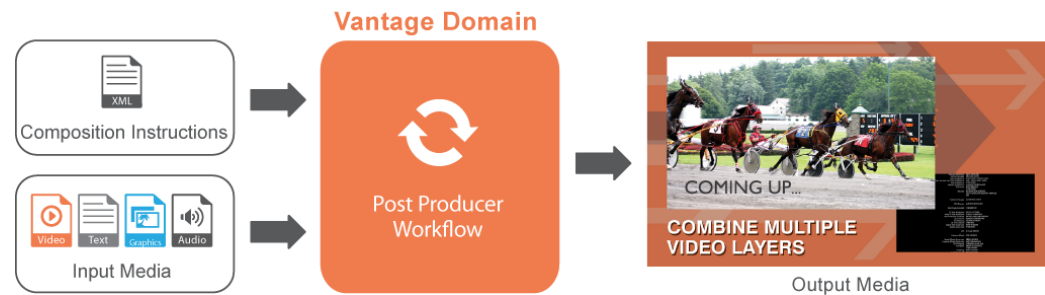 Vantage Domain
XML
Composition Instructions
Video
Text
Graphics
Audio
Input Media
Post Producer
Workflow
COMING UP...
COMBINE MULTIPLE
VIDEO LAYERS
Output Media